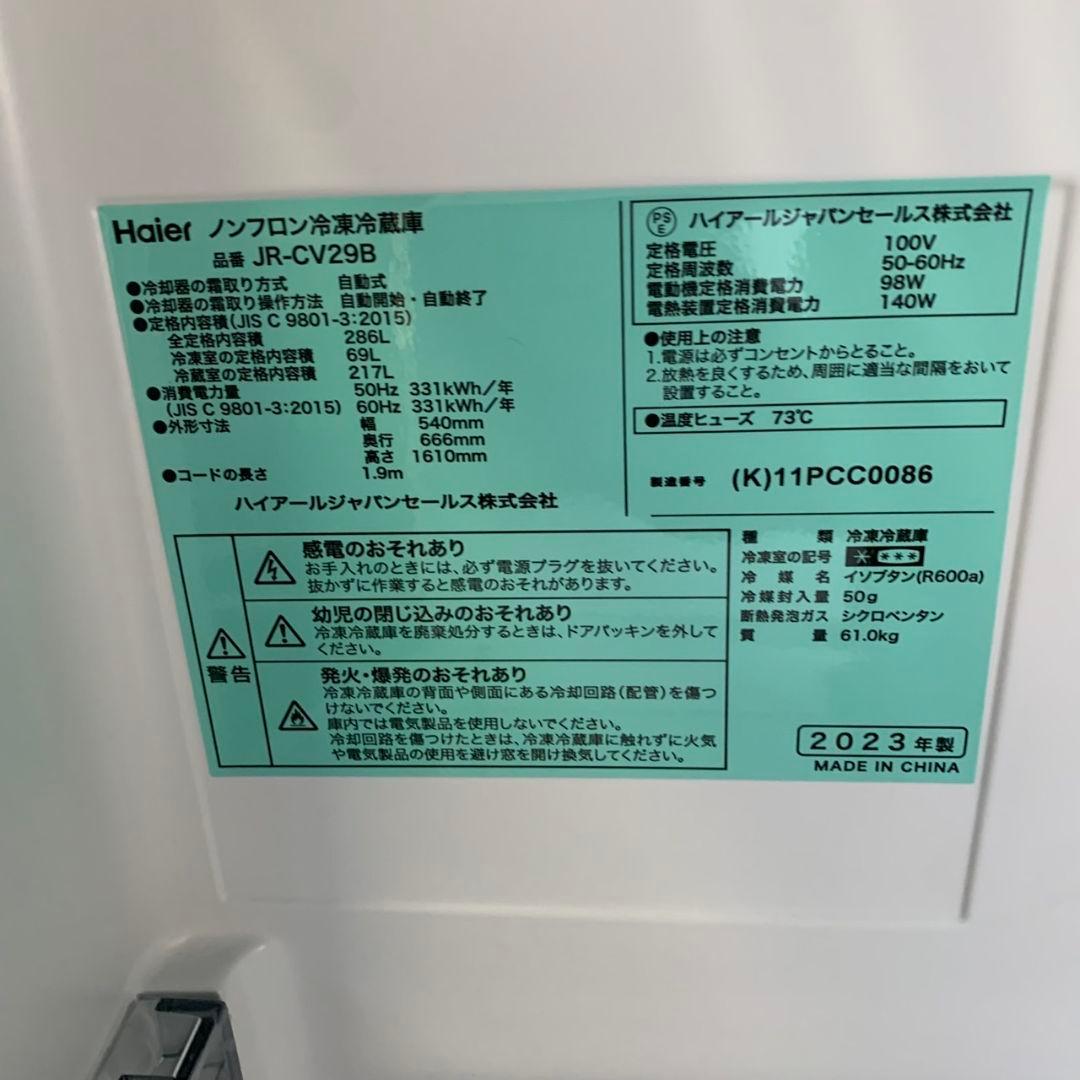 Haier ノンフロン冷凍冷蔵庫
品番 JR-CV29B
●冷却器の霜取り方式 自動式
●冷却器の霜取り操作方法 自動開始・自動終了
●定格内容積(JIS C 9801-3:2015)
全定格内容積 286L
冷凍室の定格内容積 69L
冷蔵室の定格内容積 217L
●消費電力量 50Hz 331kWh/年
(JIS C 9801-3:2015) 60Hz 331kWh/年
●外形寸法 幅 540mm
奥行 666mm
高さ 1610mm
●コードの長さ 1.9m
ハイアールジャパンセールス株式会社
PSE ハイアールジャパンセールス株式会社
定格電圧 100V
定格周波数 50-60Hz
電動機定格消費電力 98W
電熱装置定格消費電力 140W
●使用上の注意
1.電源は必ずコンセントからとること。
2.放熱を良くするため、周囲に適当な間隔をおいて
設置すること。
●温度ヒューズ 73℃
製造番号 (K)11PCC0086
警告
感電のおそれあり
お手入れのときには、必ず電源プラグを抜いてください。
抜かずに作業すると感電のおそれがあります。
幼児の閉じ込みのおそれあり
冷凍冷蔵庫を廃棄処分するときは、ドアパッキンを外して
ください。
発火・爆発のおそれあり
冷凍冷蔵庫の背面や側面にある冷却回路(配管)を傷つ
けないでください。
庫内では電気製品を使用しないでください。
冷却回路を傷つけたときは、冷凍冷蔵庫に触れずに火気
や電気製品の使用を避け窓を開け換気してください。
種類 冷凍冷蔵庫
冷凍室の記号 * ***
冷媒名 イソブタン(R600a)
冷媒封入量 50g
断熱発泡ガス シクロペンタン
質量 61.0kg
2023年製
MADE IN CHINA